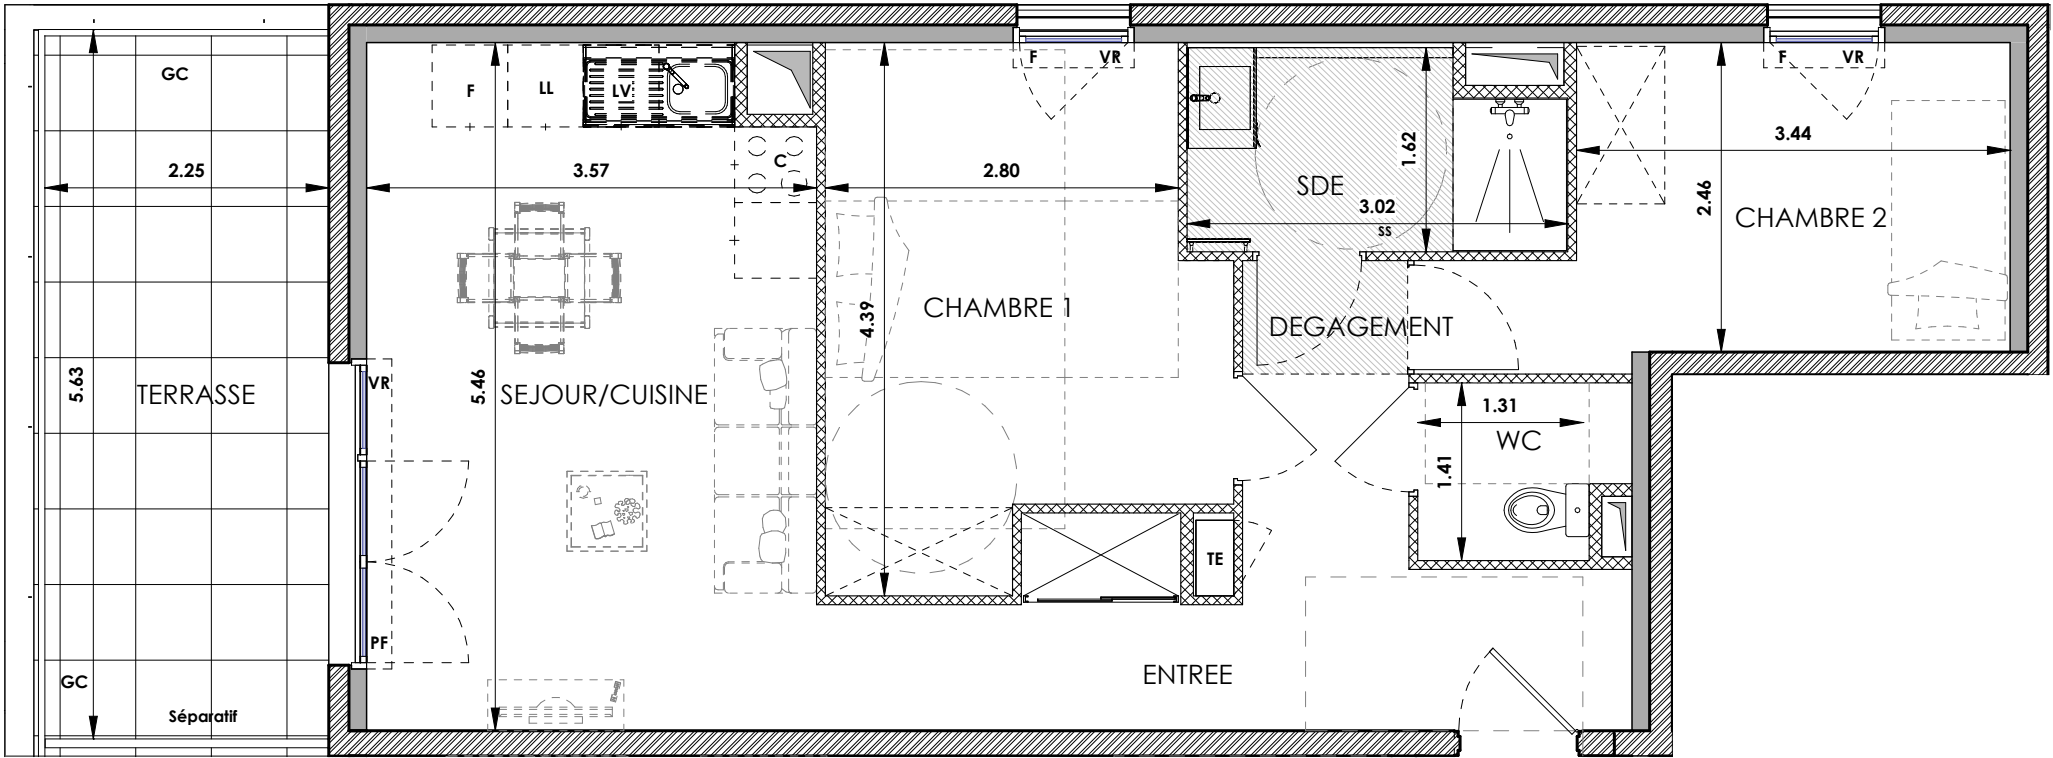 GC
F
LL
LV
C
F
VR
F
VR
2.25
3.57
2.80
1.62
SDE
3.02
SS
3.44
2.46
CHAMBRE 2
5.63
TERRASSE
VR
5.46
SEJOUR/CUISINE
4.39
CHAMBRE 1
DEGAGEMENT
1.31
WC
1.41
TE
PF
GC
Séparatif
ENTREE